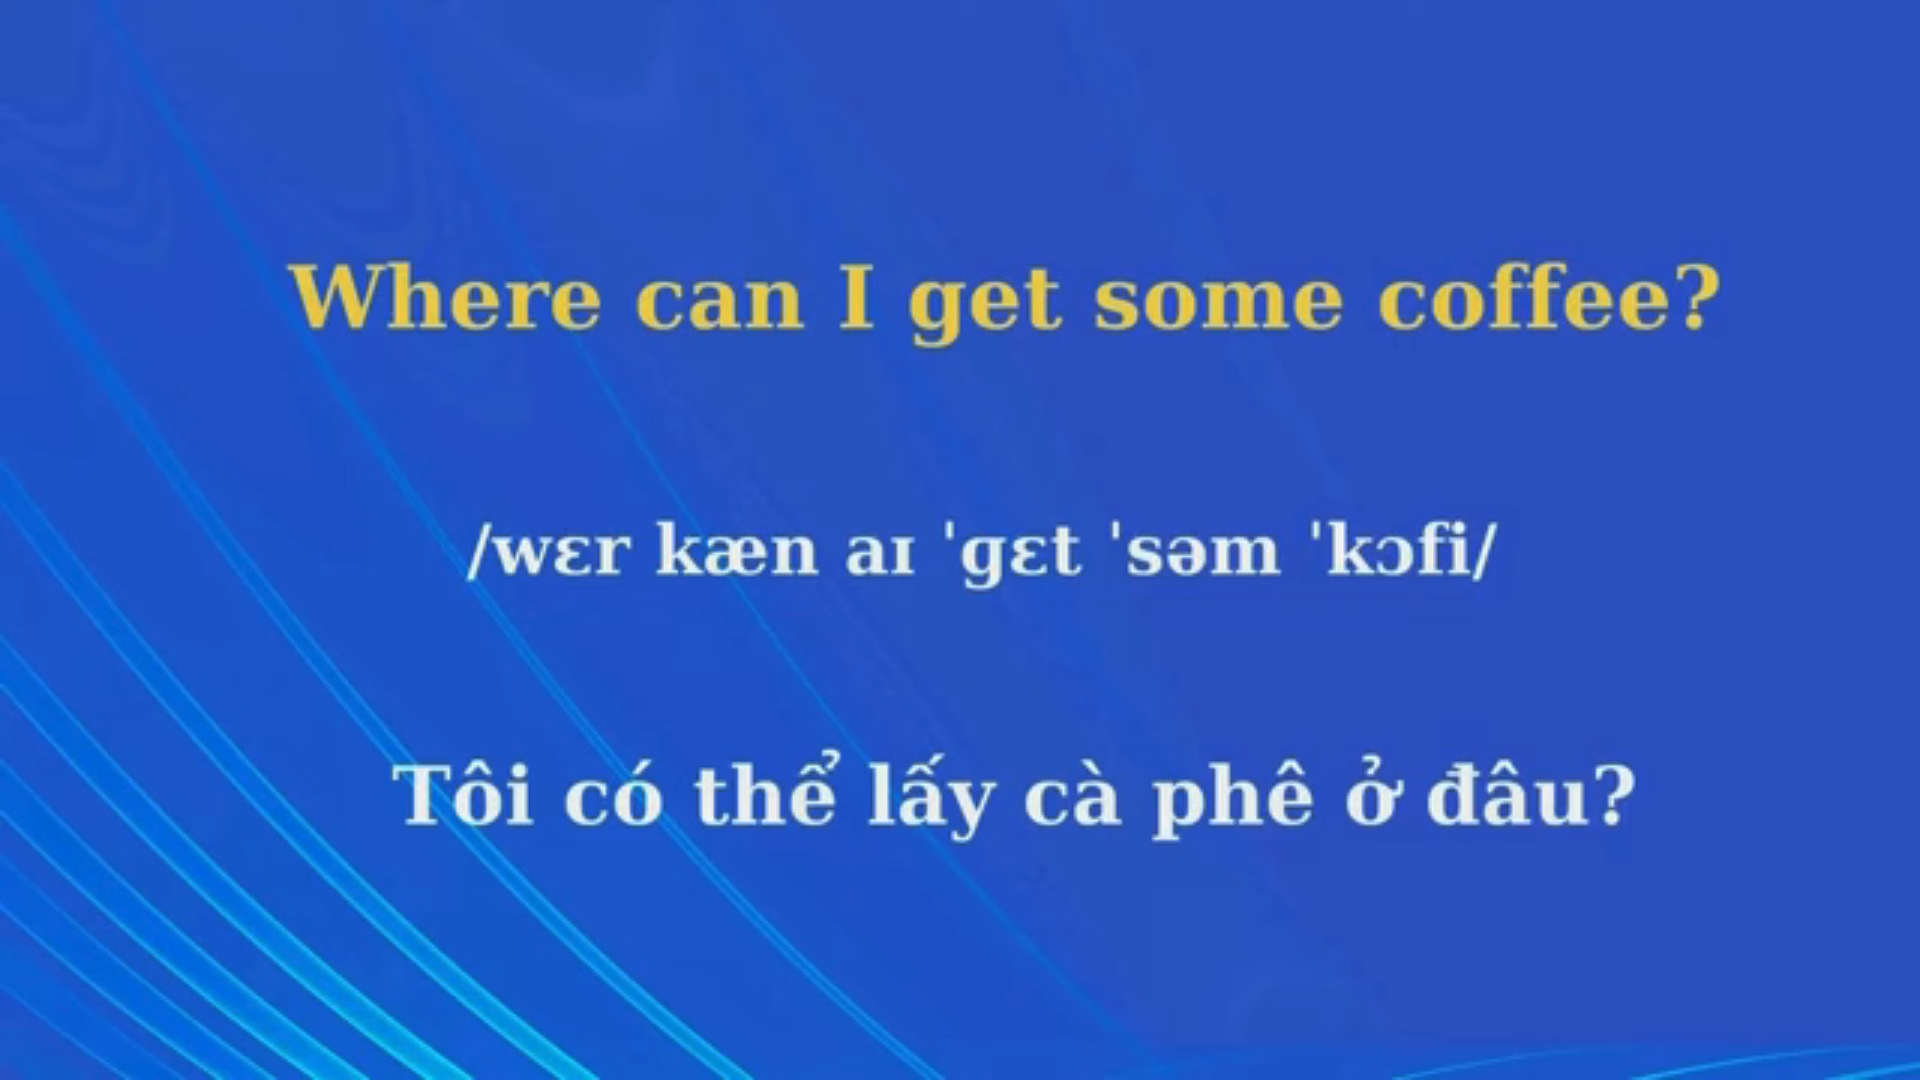 Where can I get some coffee?
/wɛr kæn aɪ ˈgɛt ˈsəm ˈkɔfi/
Tôi có thể lấy cà phê ở đâu?